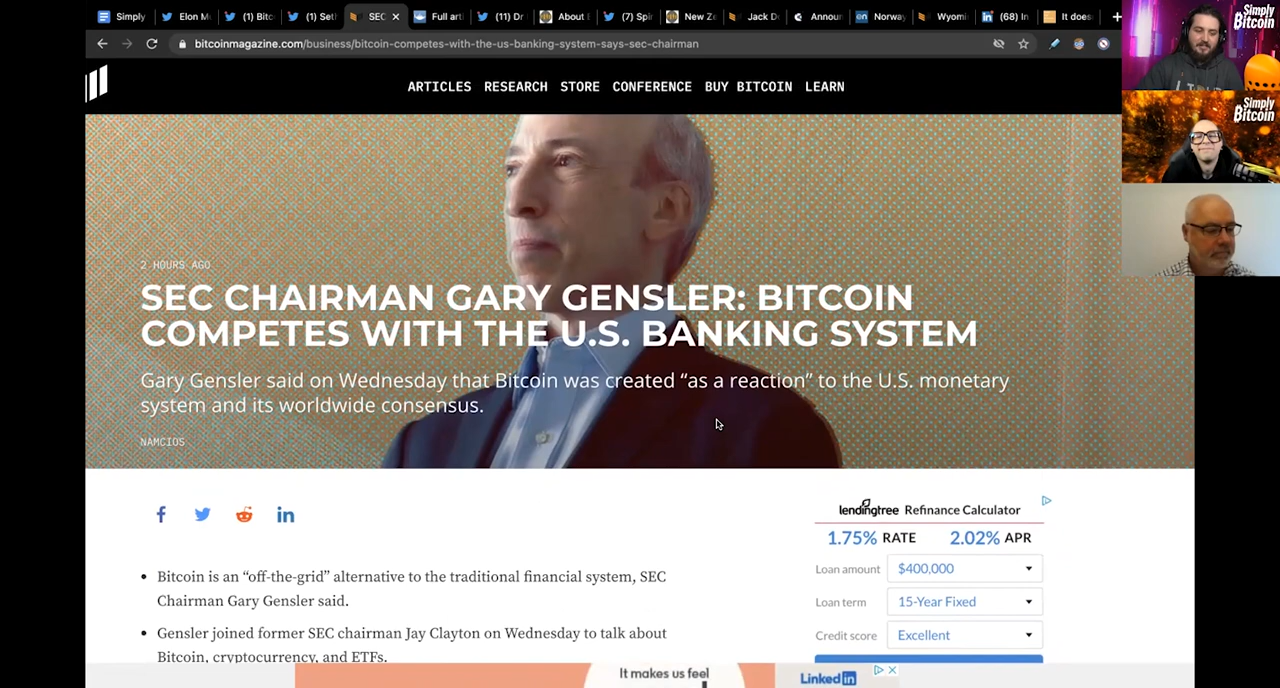 Simply
Elon M
(1) Bitc
(1) Set
SEC
Full arti
(11) Dr
About B
(7) Spi
New Ze
Jack D
Announ
Norway
Wyomi
(68) In
It does
bitcoinmagazine.com/business/bitcoin-competes-with-the-us-banking-system-says-sec-chairman
ARTICLES RESEARCH STORE CONFERENCE BUY BITCOIN LEARN
Simply
Bitcoin
Simply
Bitcoin
2 HOURS AGO
SEC CHAIRMAN GARY GENSLER: BITCOIN
COMPETES WITH THE U.S. BANKING SYSTEM
Gary Gensler said on Wednesday that Bitcoin was created “as a reaction” to the U.S. monetary
system and its worldwide consensus.
NAMCIOS
f
in
• Bitcoin is an “off-the-grid” alternative to the traditional financial system, SEC
Chairman Gary Gensler said.
• Gensler joined former SEC chairman Jay Clayton on Wednesday to talk about
Bitcoin, cryptocurrency, and ETFs.
lendingtree Refinance Calculator
1.75% RATE 2.02% APR
Loan amount $400,000
Loan term 15-Year Fixed
Credit score Excellent
It makes us feel
LinkedIn